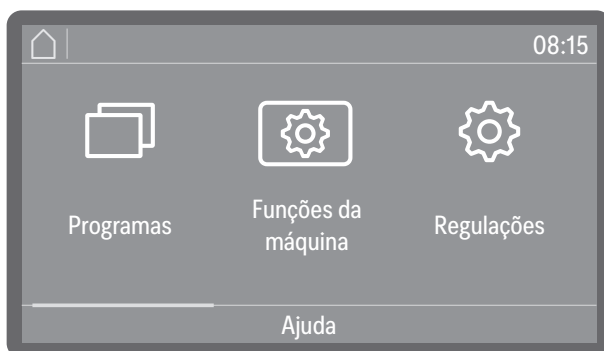 08:15
Programas
Funções da
máquina
Regulações
Ajuda